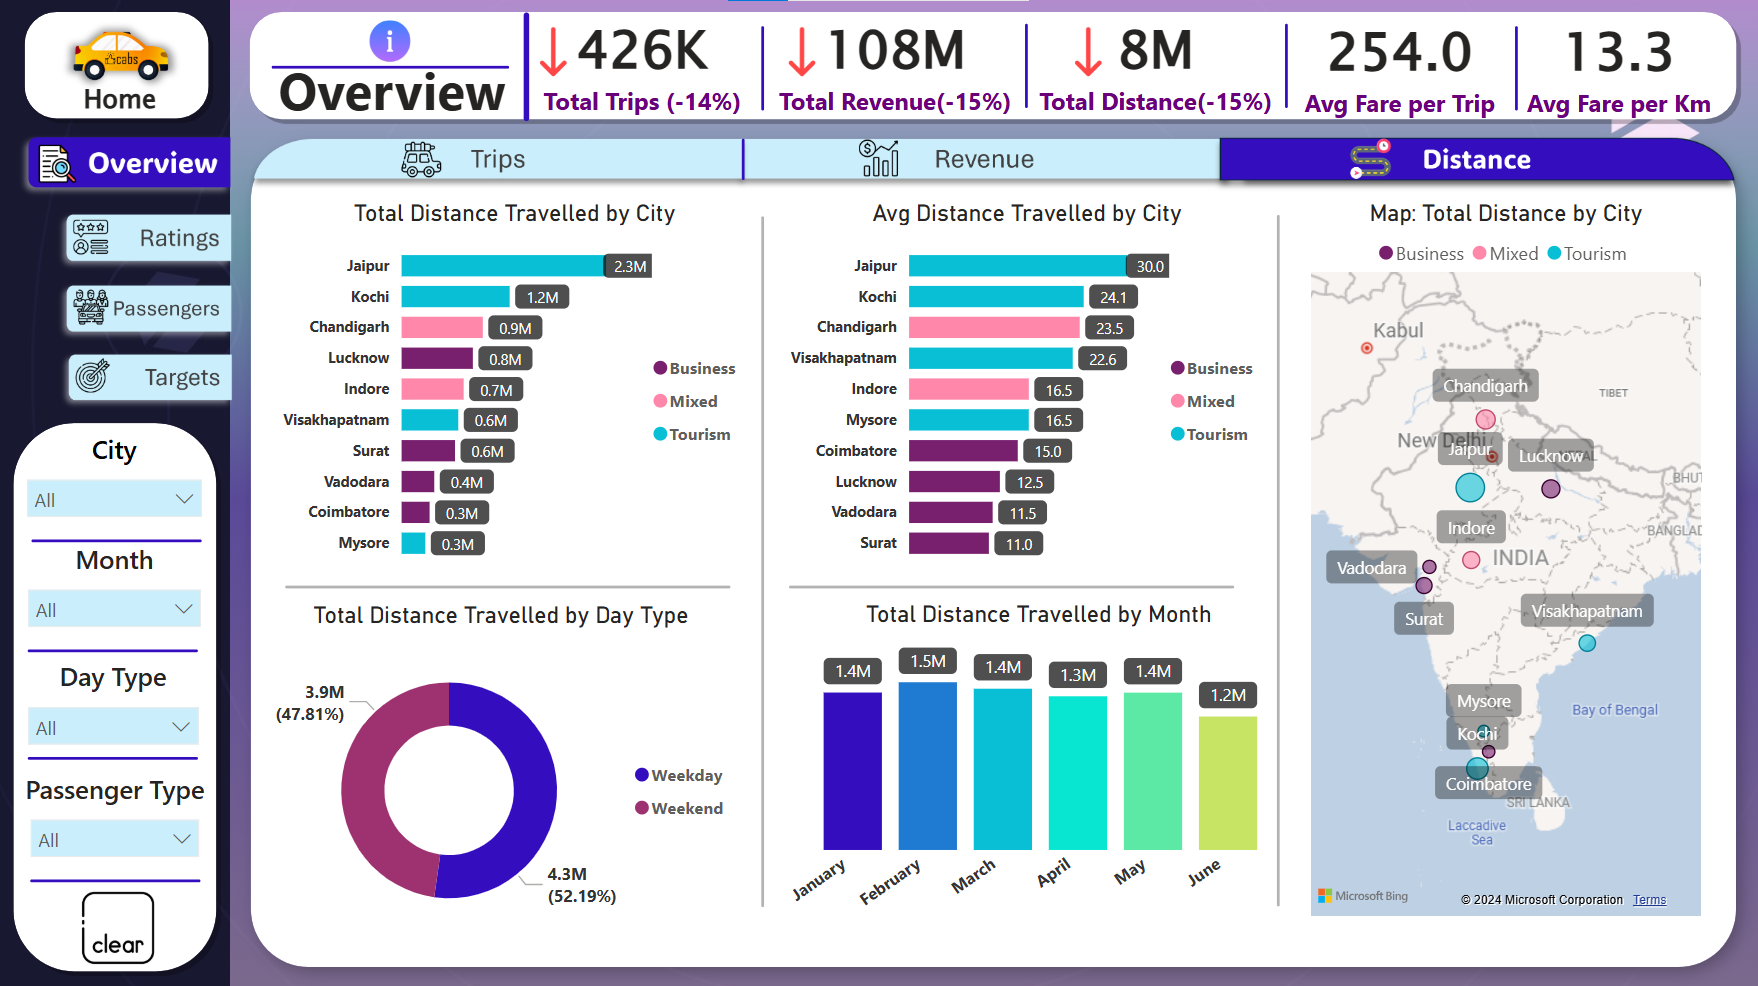 cabs
Home
Overview
Ratings
Passengers
Targets
City
All
Month
All
Day Type
All
Passenger Type
All
clear
i
Overview
426K
Total Trips (-14%)
108M
Total Revenue(-15%)
8M
Total Distance(-15%)
254.0
Avg Fare per Trip
13.3
Avg Fare per Km
Trips
Revenue
Distance
Total Distance Travelled by City
Jaipur 2.3M
Kochi 1.2M
Chandigarh 0.9M
Lucknow 0.8M
Indore 0.7M
Visakhapatnam 0.6M
Surat 0.6M
Vadodara 0.4M
Coimbatore 0.3M
Mysore 0.3M
Business
Mixed
Tourism
Avg Distance Travelled by City
Jaipur 30.0
Kochi 24.1
Chandigarh 23.5
Visakhapatnam 22.6
Indore 16.5
Mysore 16.5
Coimbatore 15.0
Lucknow 12.5
Vadodara 11.5
Surat 11.0
Business
Mixed
Tourism
Total Distance Travelled by Day Type
3.9M
(47.81%)
4.3M
(52.19%)
Weekday
Weekend
Total Distance Travelled by Month
1.4M 1.5M 1.4M 1.3M 1.4M 1.2M
January February March April May June
Map: Total Distance by City
Business Mixed Tourism
Kabul
Chandigarh
TIBET
New Delhi
Jaipur
Lucknow
BHUT
Indore
BANGLAD
INDIA
Vadodara
Surat
Visakhapatnam
Mysore
Bay of Bengal
Kochi
Coimbatore
SRI LANKA
Laccadive
Sea
Microsoft Bing
© 2024 Microsoft Corporation Terms